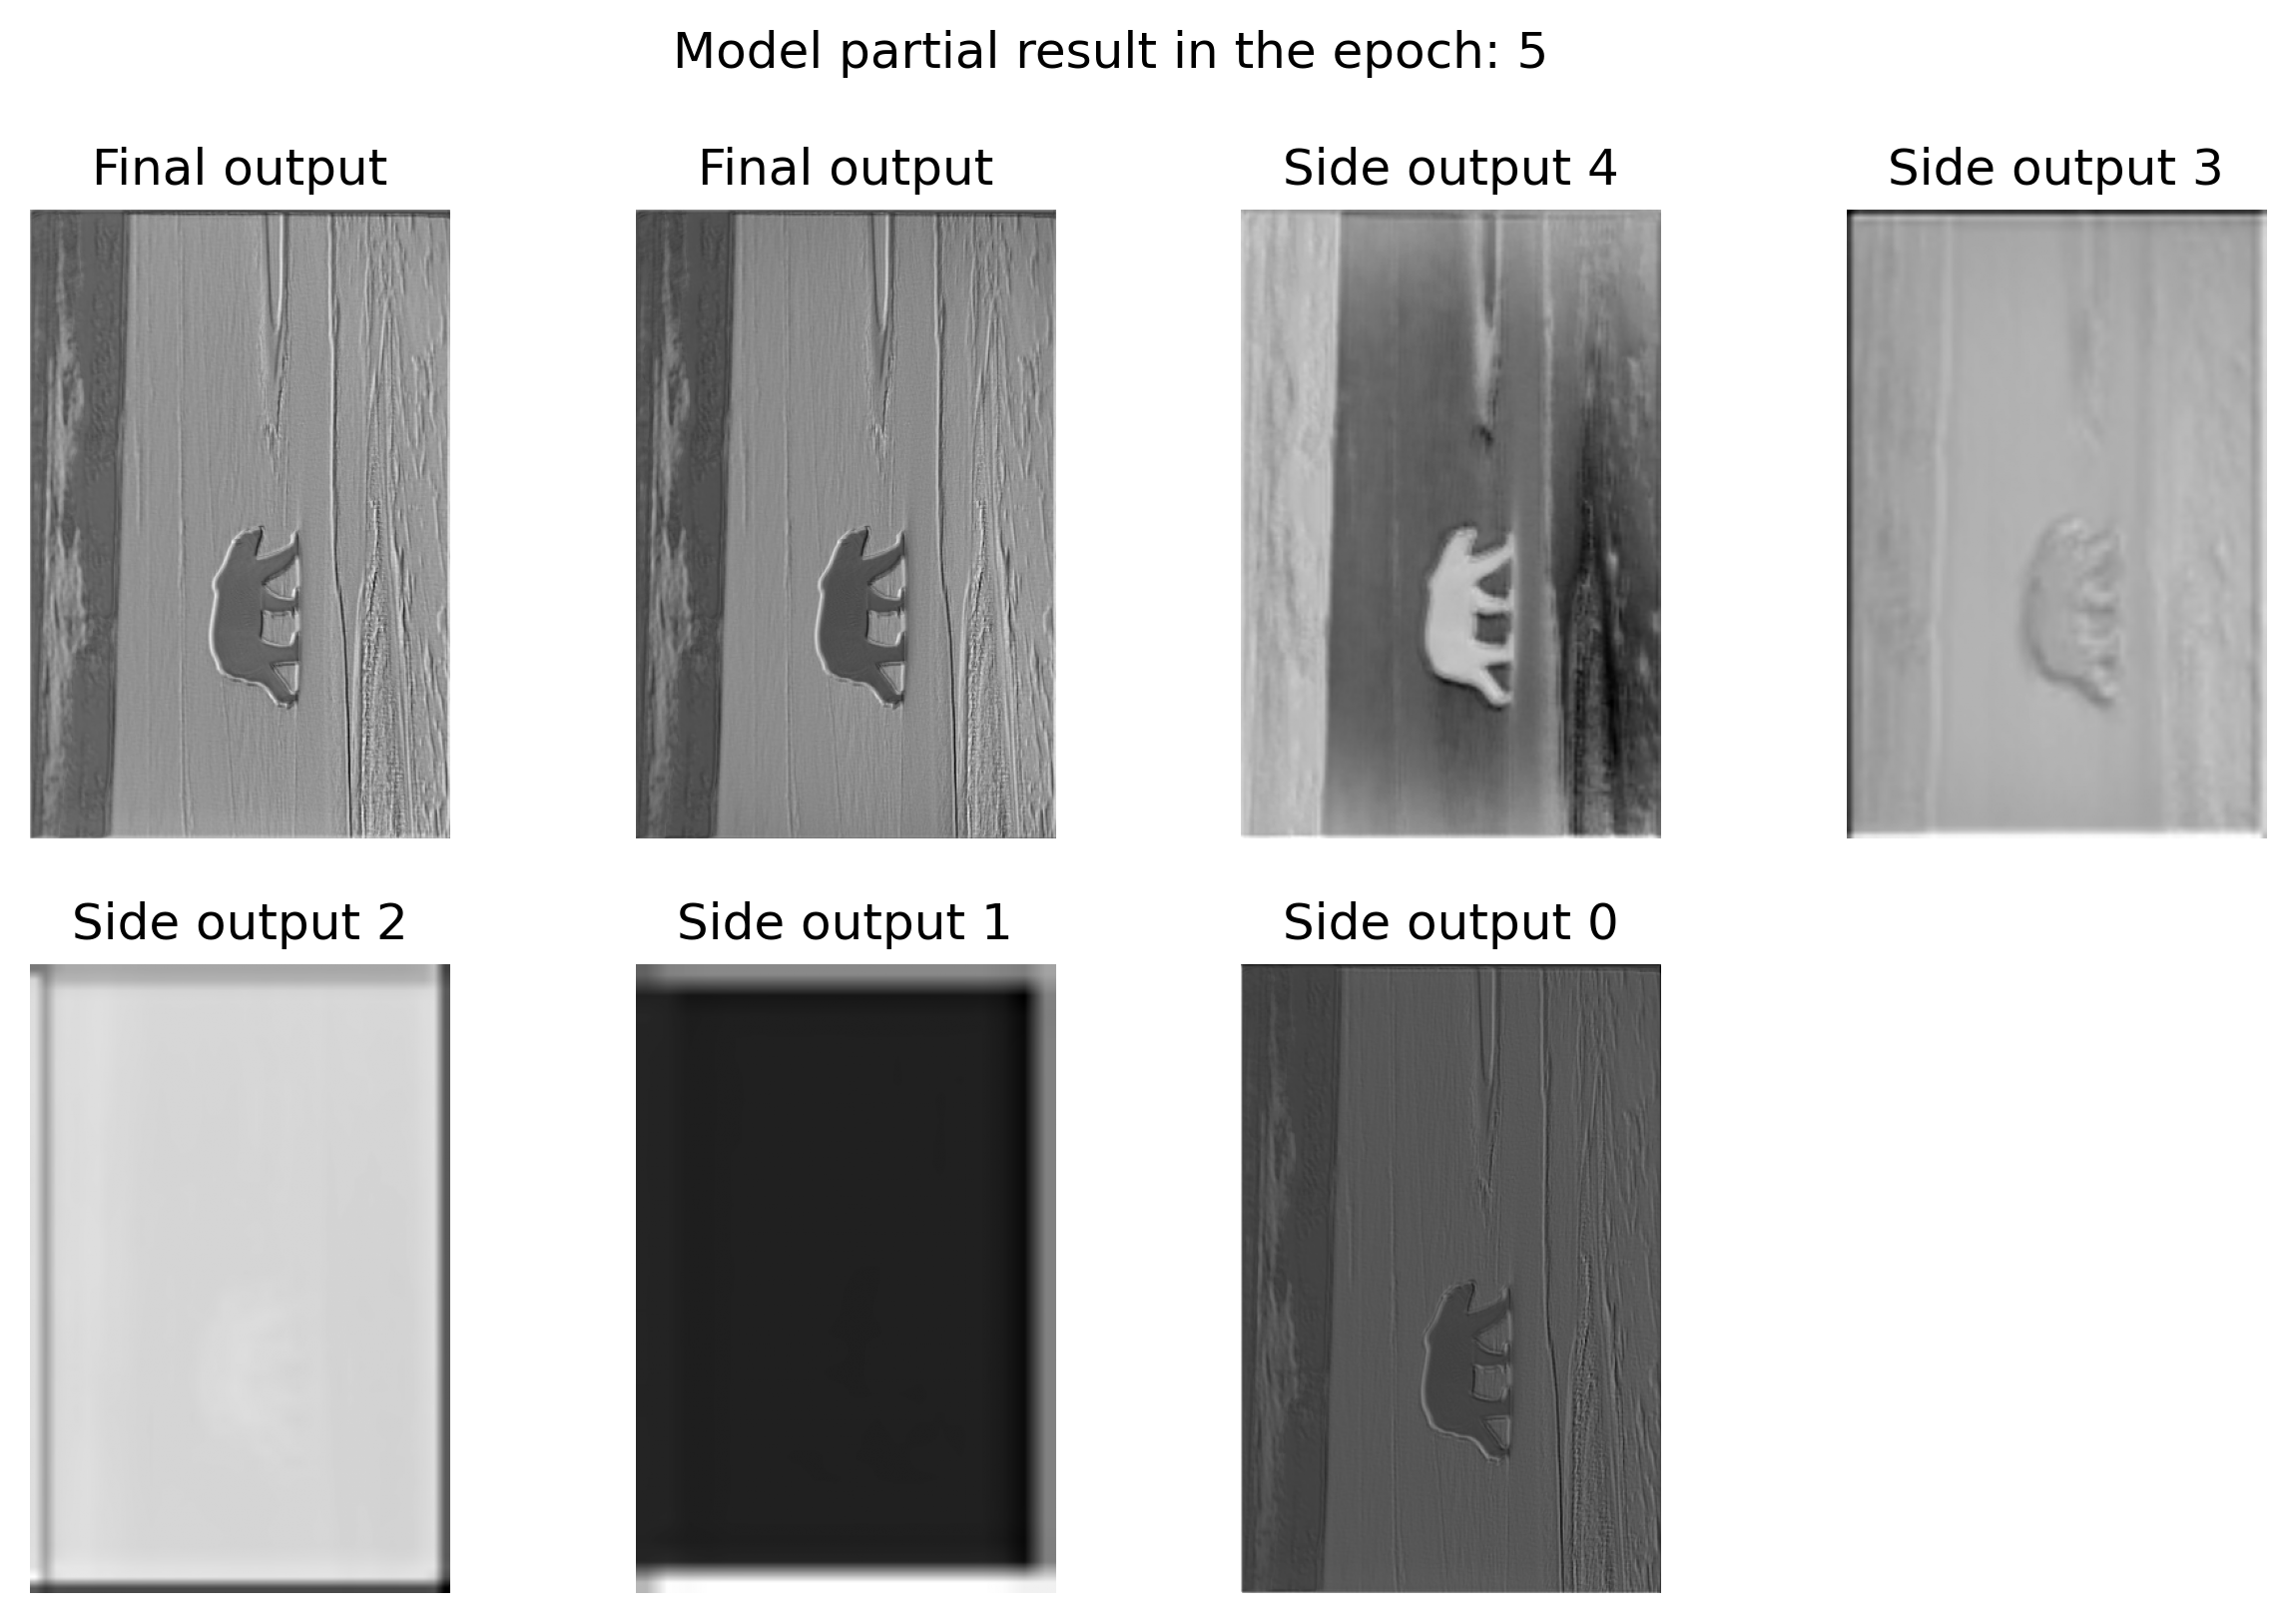 Model partial result in the epoch: 5
Final output
Final output
Side output 4
Side output 3
Side output 2
Side output 1
Side output 0